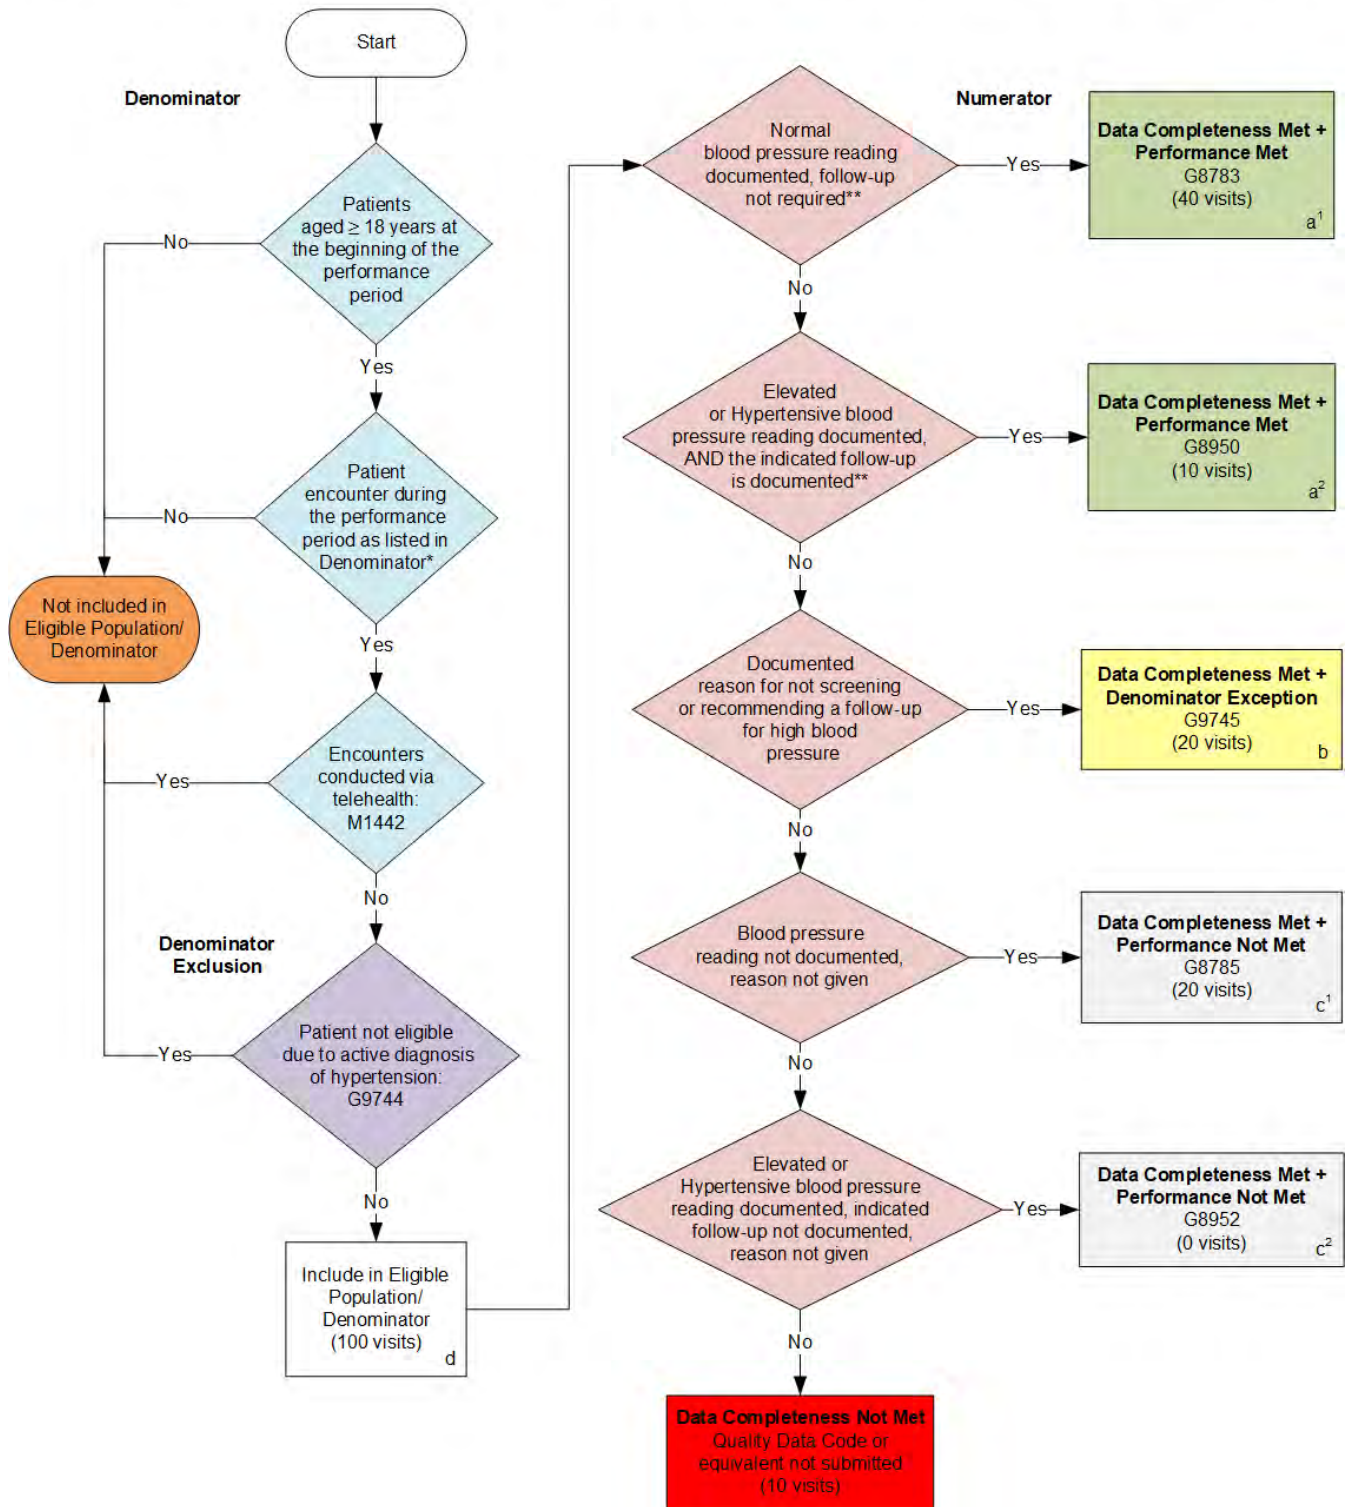 Start
Denominator
Patients
aged ≥ 18 years at
the beginning of the
performance
period
No
Yes
Patient
encounter during
the performance
period as listed in
Denominator*
No
Not included in
Eligible Population/
Denominator
Yes
Encounters
conducted via
telehealth:
M1442
Yes
No
Denominator
Exclusion
Patient not eligible
due to active diagnosis
of hypertension:
G9744
Yes
No
Include in Eligible
Population/
Denominator
(100 visits)
d
Numerator
Normal
blood pressure reading
documented, follow-up
not required**
Yes
Data Completeness Met +
Performance Met
G8783
(40 visits)
a¹
No
Elevated
or Hypertensive blood
pressure reading documented,
AND the indicated follow-up
is documented**
Yes
Data Completeness Met +
Performance Met
G8950
(10 visits)
a²
No
Documented
reason for not screening
or recommending a follow-up
for high blood
pressure
Yes
Data Completeness Met +
Denominator Exception
G9745
(20 visits)
b
No
Blood pressure
reading not documented,
reason not given
Yes
Data Completeness Met +
Performance Not Met
G8785
(20 visits)
c¹
No
Elevated or
Hypertensive blood pressure
reading documented, indicated
follow-up not documented,
reason not given
Yes
Data Completeness Met +
Performance Not Met
G8952
(0 visits)
c²
No
Data Completeness Not Met
Quality Data Code or
equivalent not submitted
(10 visits)